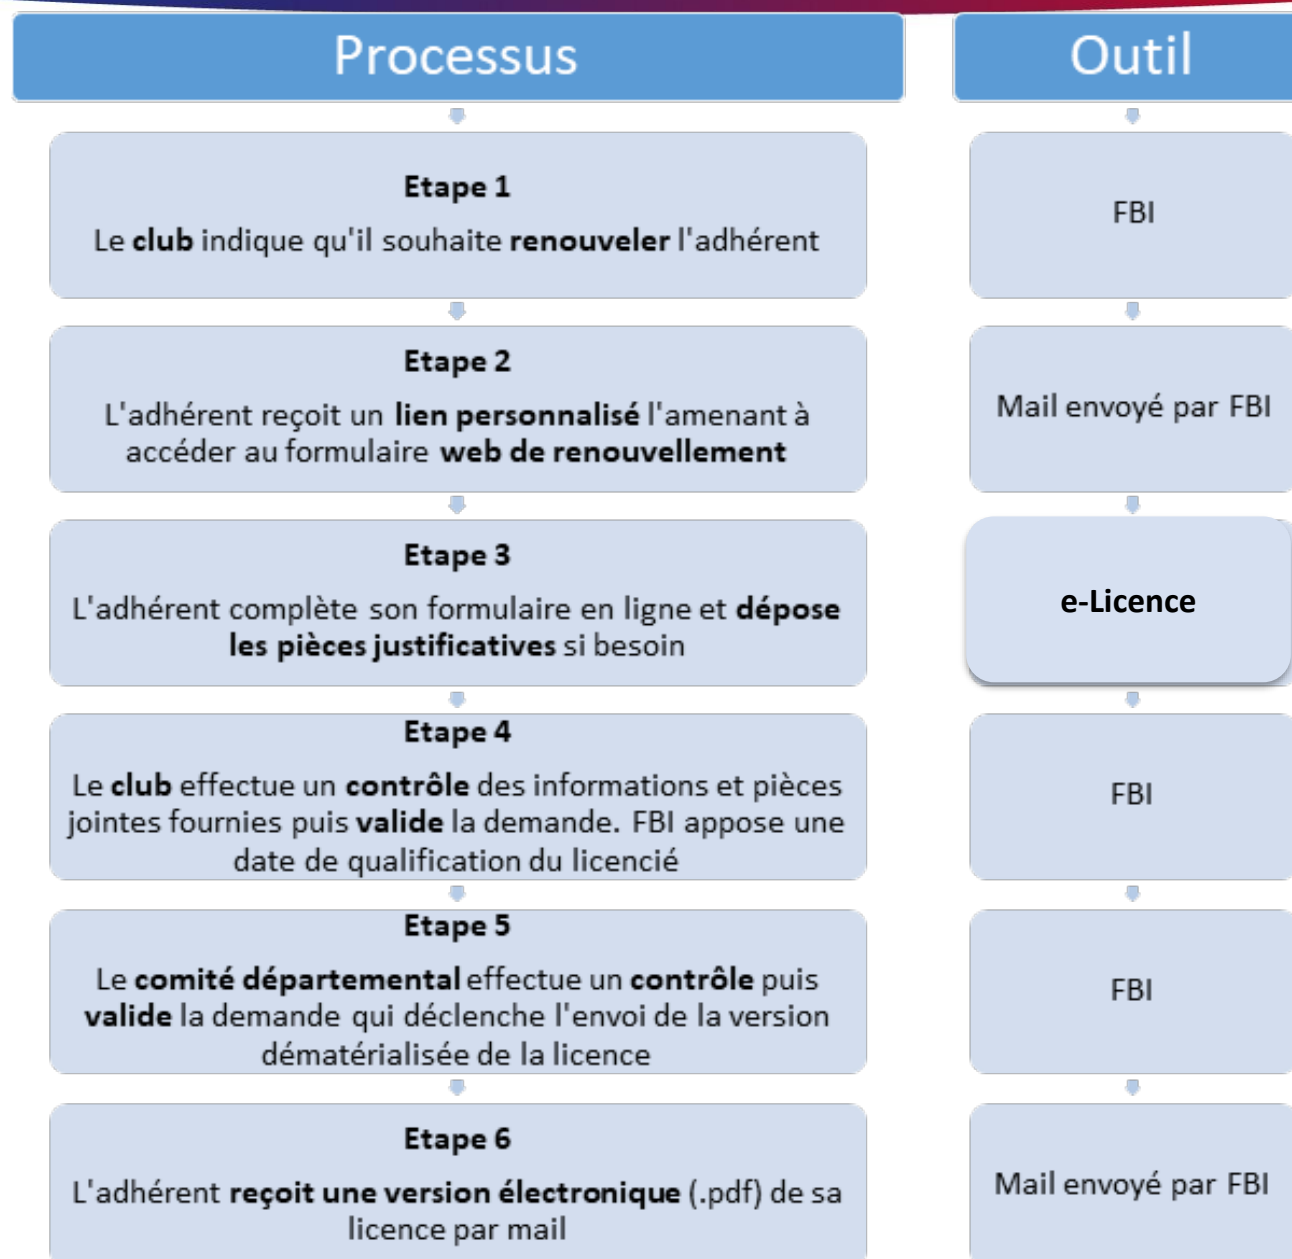 Processus
Outil
Etape 1
Le club indique qu'il souhaite renouveler l'adhérent
FBI
Etape 2
L'adhérent reçoit un lien personnalisé l'amenant à
accéder au formulaire web de renouvellement
Mail envoyé par FBI
Etape 3
L'adhérent complète son formulaire en ligne et dépose
les pièces justificatives si besoin
e-Licence
Etape 4
Le club effectue un contrôle des informations et pièces
jointes fournies puis valide la demande. FBI appose une
date de qualification du licencié
FBI
Etape 5
Le comité départemental effectue un contrôle puis
valide la demande qui déclenche l'envoi de la version
dématérialisée de la licence
FBI
Etape 6
L'adhérent reçoit une version électronique (.pdf) de sa
licence par mail
Mail envoyé par FBI